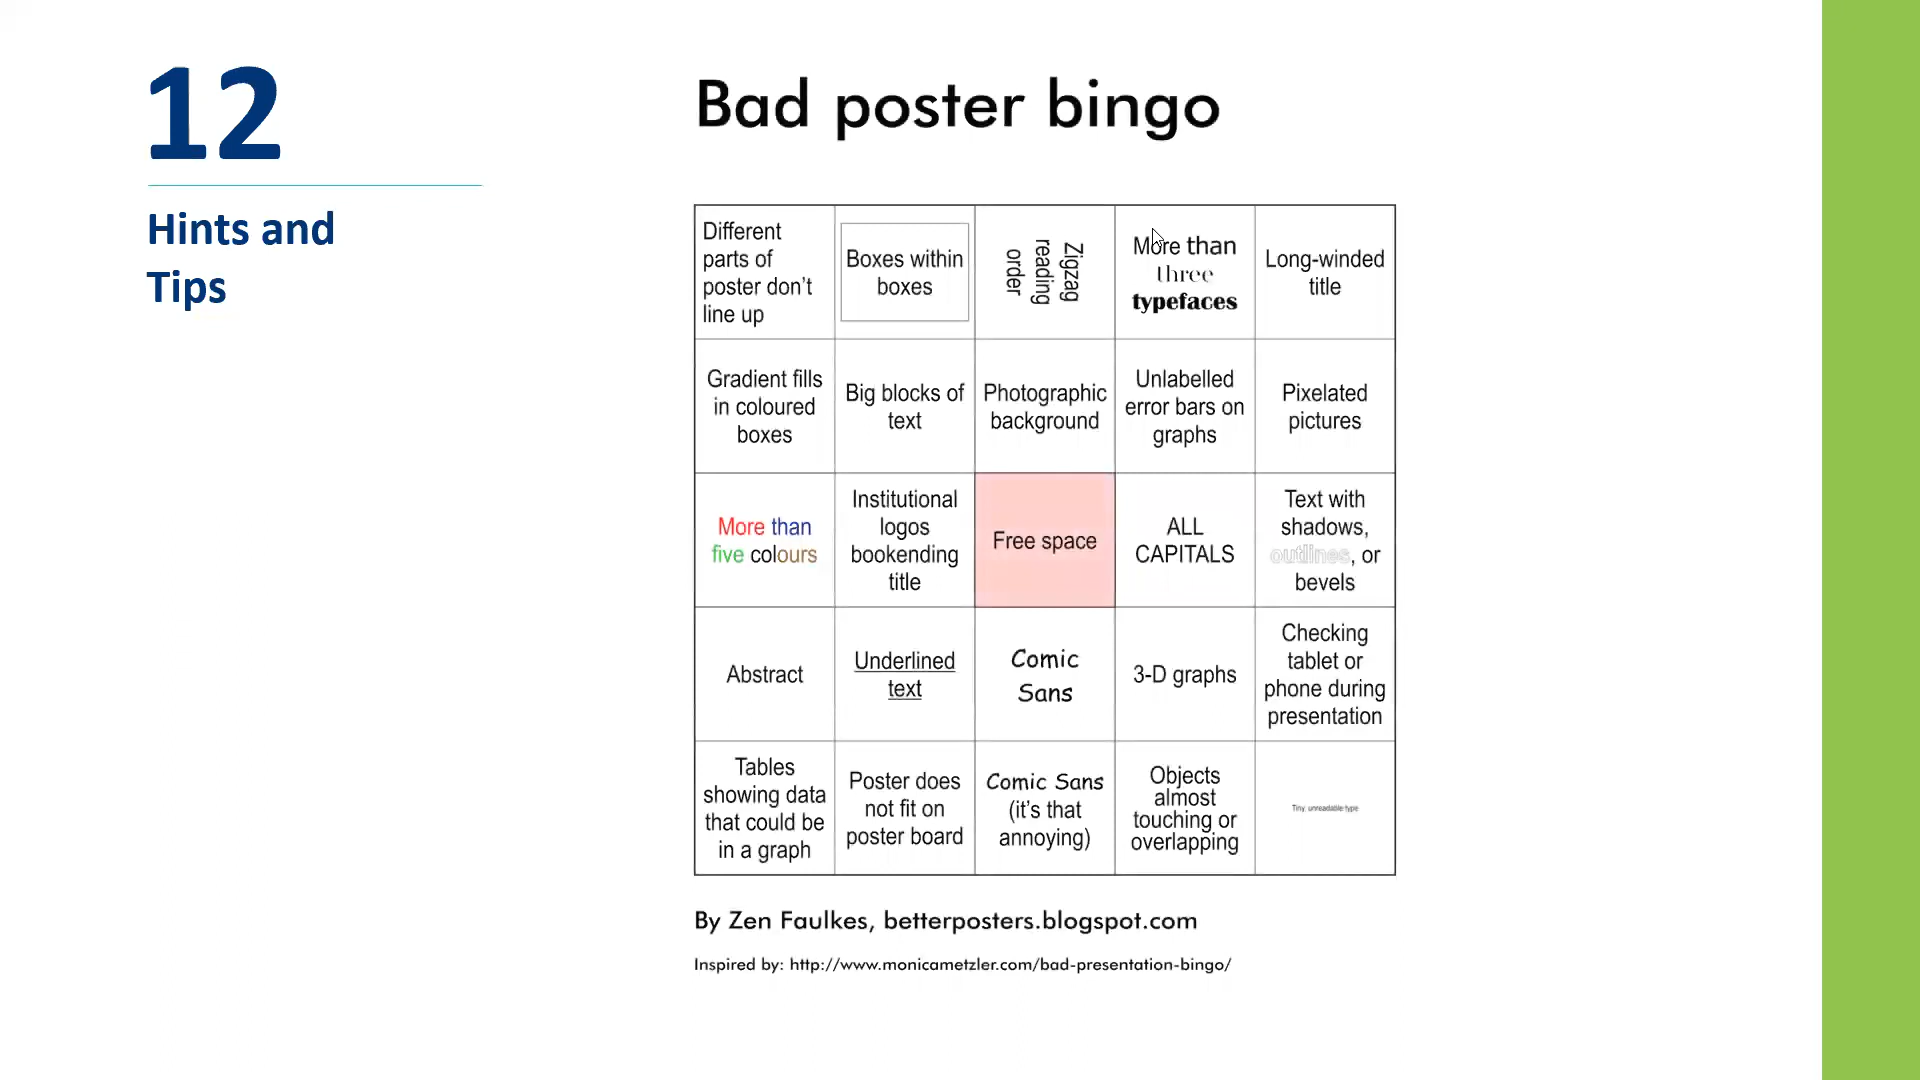 12
Hints and
Tips
Bad poster bingo
Different
parts of
poster don't
line up
Boxes within
boxes
Zigzag
reading
order
More than
three
typefaces
Long-winded
title
Gradient fills
in coloured
boxes
Big blocks of
text
Photographic
background
Unlabelled
error bars on
graphs
Pixelated
pictures
More than
five colours
Institutional
logos
bookending
title
Free space
ALL
CAPITALS
Text with
shadows,
outlines, or
bevels
Abstract
Underlined
text
Comic
Sans
3-D graphs
Checking
tablet or
phone during
presentation
Tables
showing data
that could be
in a graph
Poster does
not fit on
poster board
Comic Sans
(it's that
annoying)
Objects
almost
touching or
overlapping
Tiny, unreadable type
By Zen Faulkes, betterposters.blogspot.com
Inspired by: http://www.monicametzler.com/bad-presentation-bingo/